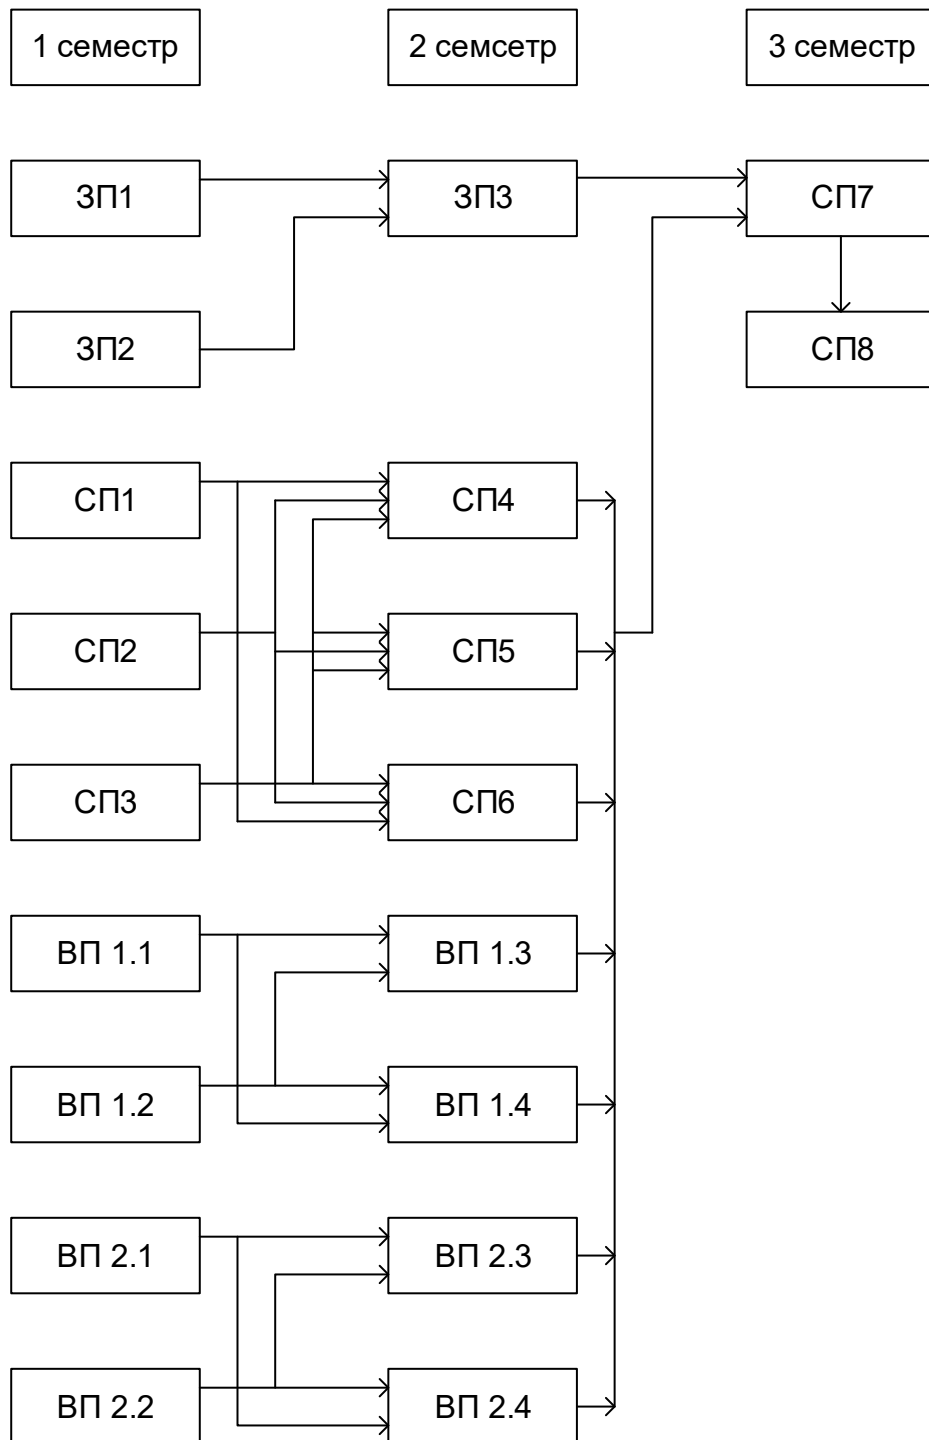 1 семестр
2 семсетр
3 семестр
ЗП1
ЗП3
СП7
ЗП2
СП8
СП1
СП4
СП2
СП5
СП3
СП6
ВП 1.1
ВП 1.3
ВП 1.2
ВП 1.4
ВП 2.1
ВП 2.3
ВП 2.2
ВП 2.4